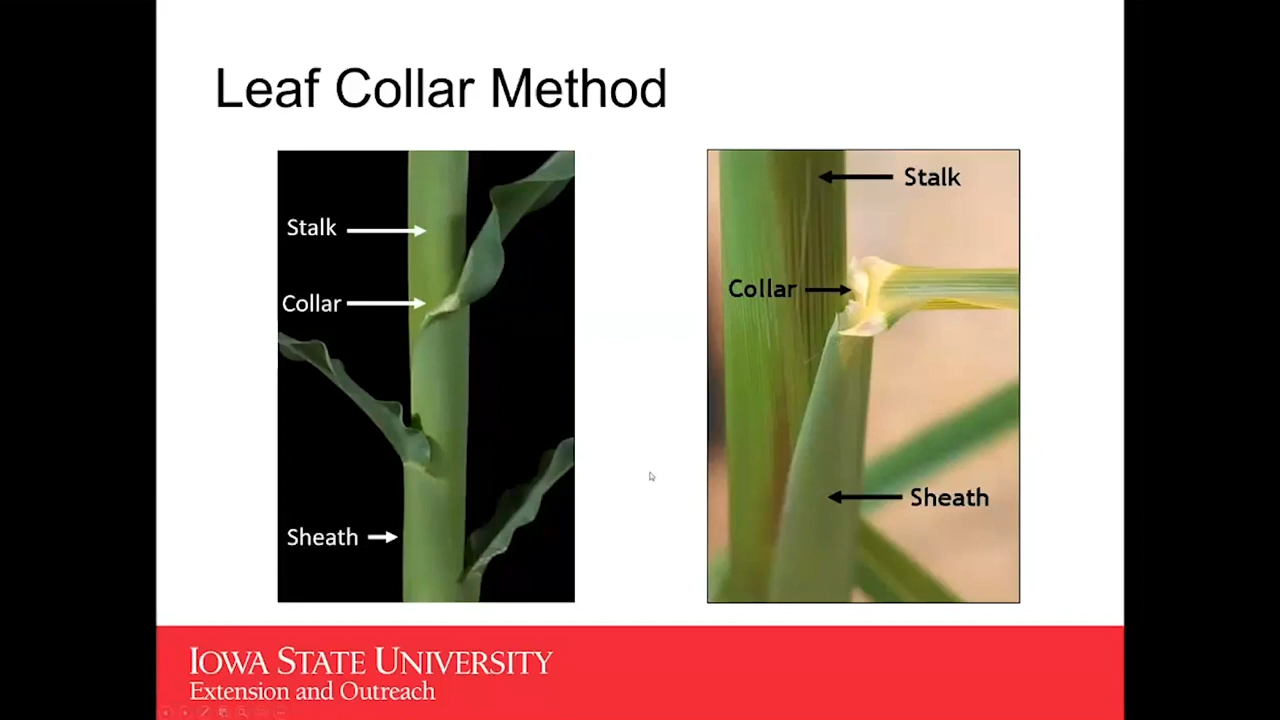 Leaf Collar Method
Stalk
Collar
Sheath
Stalk
Collar
Sheath
IOWA STATE UNIVERSITY
Extension and Outreach